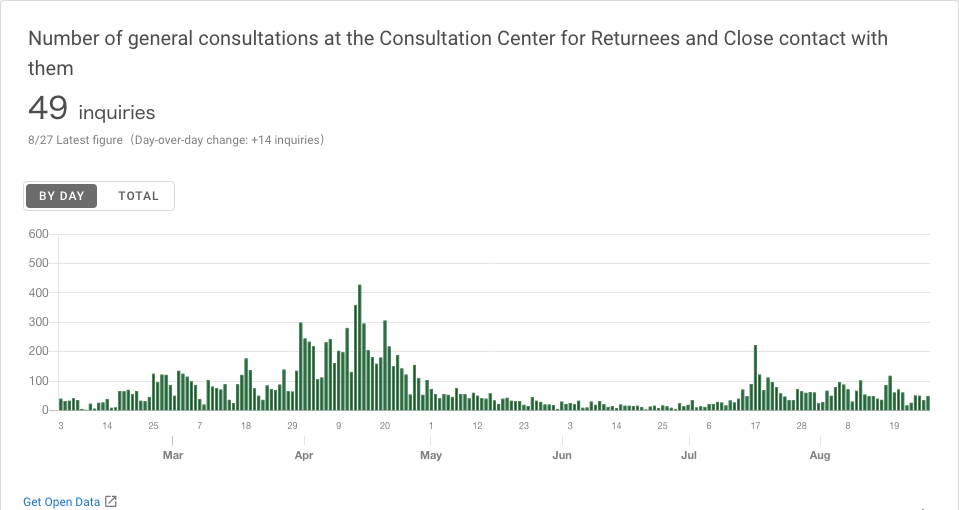 Number of general consultations at the Consultation Center for Returnees and Close contact with
them
49 inquiries
8/27 Latest figure (Day-over-day change: +14 inquiries)
BY DAY TOTAL
600
500
400
300
200
100
0
3 14 25 7 18 29 9 20 1 12 23 3 14 25 6 17 28 8 19
Mar Apr May Jun Jul Aug
Get Open Data